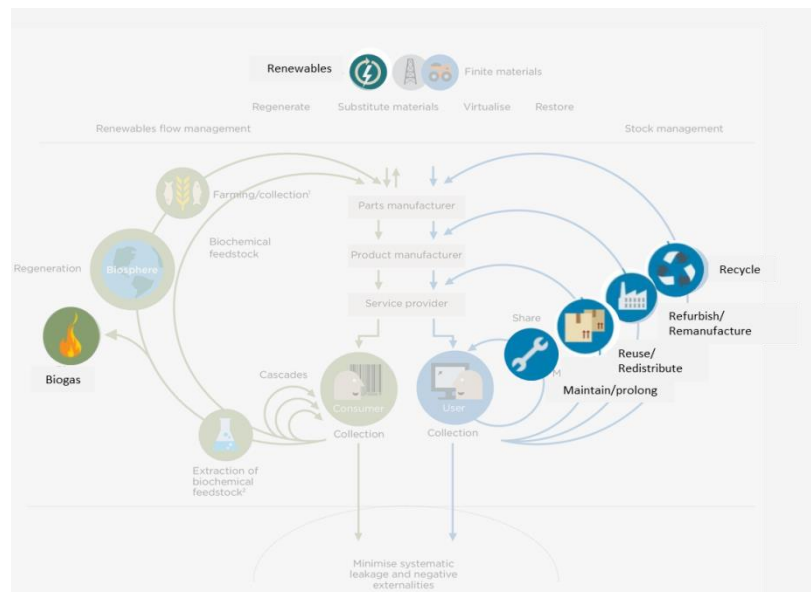 Renewables
Finite materials
Regenerate Substitute materials Virtualise Restore
Renewables flow management
Stock management
Farming/collection¹
Parts manufacturer
Biochemical
feedstock
Product manufacturer
Regeneration
Biosphere
Recycle
Service provider
Share
Refurbish/
Remanufacture
Reuse/
Redistribute
Biogas
Cascades
M
Maintain/prolong
Consumer
User
Collection
Collection
Extraction of
biochemical
feedstock²
Minimise systematic
leakage and negative
externalities